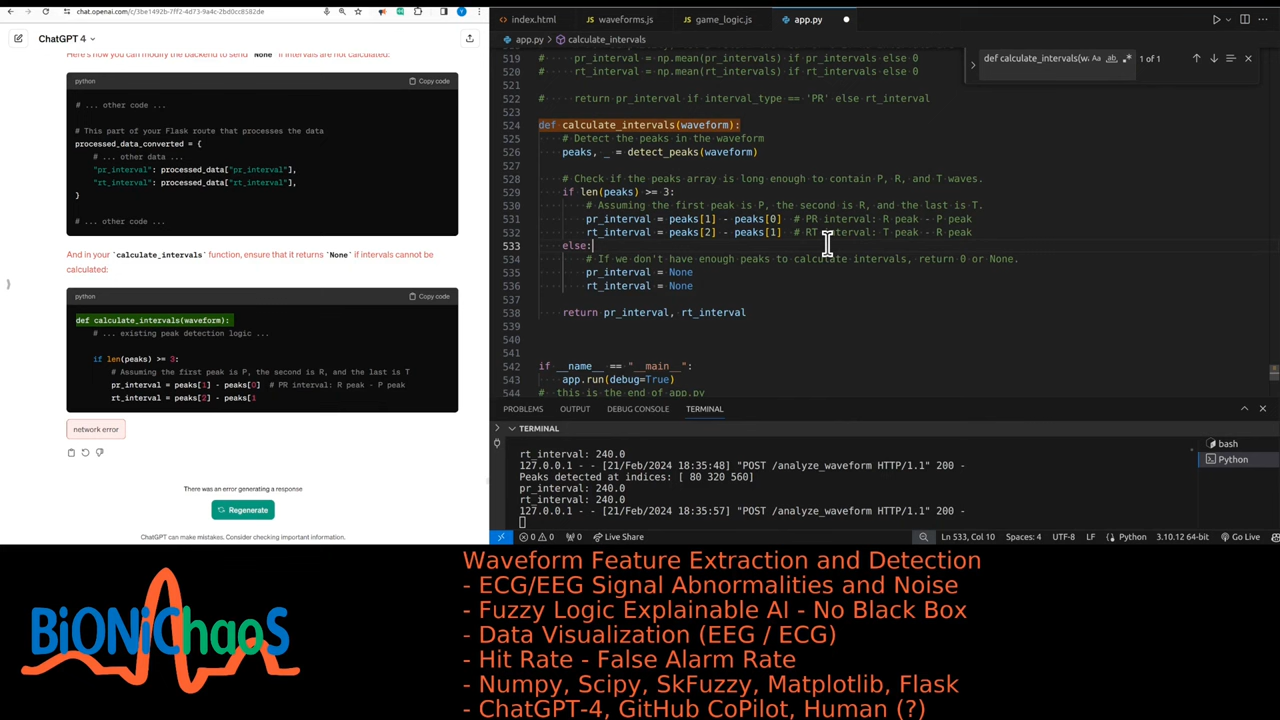 chat.openai.com/c/3be1492b-7ff2-4d73-9a4c-2bd0cc8582de
ChatGPT 4
Here's how you can modify the backend to send `None` if intervals are not calculated:
python
Copy code
# ... other code ...
# This part of your Flask route that processes the data
processed_data_converted = {
# ... other data ...
"pr_interval": processed_data["pr_interval"],
"rt_interval": processed_data["rt_interval"],
}
# ... other code ...
And in your `calculate_intervals` function, ensure that it returns `None` if intervals cannot be
calculated:
python
Copy code
def calculate_intervals(waveform):
# ... existing peak detection logic ...
if len(peaks) >= 3:
# Assuming the first peak is P, the second is R, and the last is T
pr_interval = peaks[1] - peaks[0]  # PR interval: R peak - P peak
rt_interval = peaks[2] - peaks[1
network error
There was an error generating a response
Regenerate
ChatGPT can make mistakes. Consider checking important information.
index.html
waveforms.js
game_logic.js
app.py
app.py > calculate_intervals
def calculate_intervals(w
1 of 1
519 # pr_interval = np.mean(pr_intervals) if pr_intervals else 0
520 # rt_interval = np.mean(rt_intervals) if rt_intervals else 0
521
522 # return pr_interval if interval_type == 'PR' else rt_interval
523
524 def calculate_intervals(waveform):
525 # Detect the peaks in the waveform
526 peaks, _ = detect_peaks(waveform)
527
528 # Check if the peaks array is long enough to contain P, R, and T waves.
529 if len(peaks) >= 3:
530 # Assuming the first peak is P, the second is R, and the last is T.
531 pr_interval = peaks[1] - peaks[0]  # PR interval: R peak - P peak
532 rt_interval = peaks[2] - peaks[1]  # RT interval: T peak - R peak
533 else:
534 # If we don't have enough peaks to calculate intervals, return 0 or None.
535 pr_interval = None
536 rt_interval = None
537
538 return pr_interval, rt_interval
539
540
541
542 if __name__ == "__main__":
543 app.run(debug=True)
544 # this is the end of app.py
PROBLEMS OUTPUT DEBUG CONSOLE TERMINAL
TERMINAL
bash
Python
rt_interval: 240.0
127.0.0.1 - - [21/Feb/2024 18:35:48] "POST /analyze_waveform HTTP/1.1" 200 -
Peaks detected at indices: [ 80 320 560]
pr_interval: 240.0
rt_interval: 240.0
127.0.0.1 - - [21/Feb/2024 18:35:57] "POST /analyze_waveform HTTP/1.1" 200 -
0 0 0 Live Share Ln 533, Col 10 Spaces: 4 UTF-8 LF Python 3.10.12 64-bit Go Live
BiONiChaoS
Waveform Feature Extraction and Detection
- ECG/EEG Signal Abnormalities and Noise
- Fuzzy Logic Explainable AI - No Black Box
- Data Visualization (EEG / ECG)
- Hit Rate - False Alarm Rate
- Numpy, Scipy, SkFuzzy, Matplotlib, Flask
- ChatGPT-4, GitHub CoPilot, Human (?)